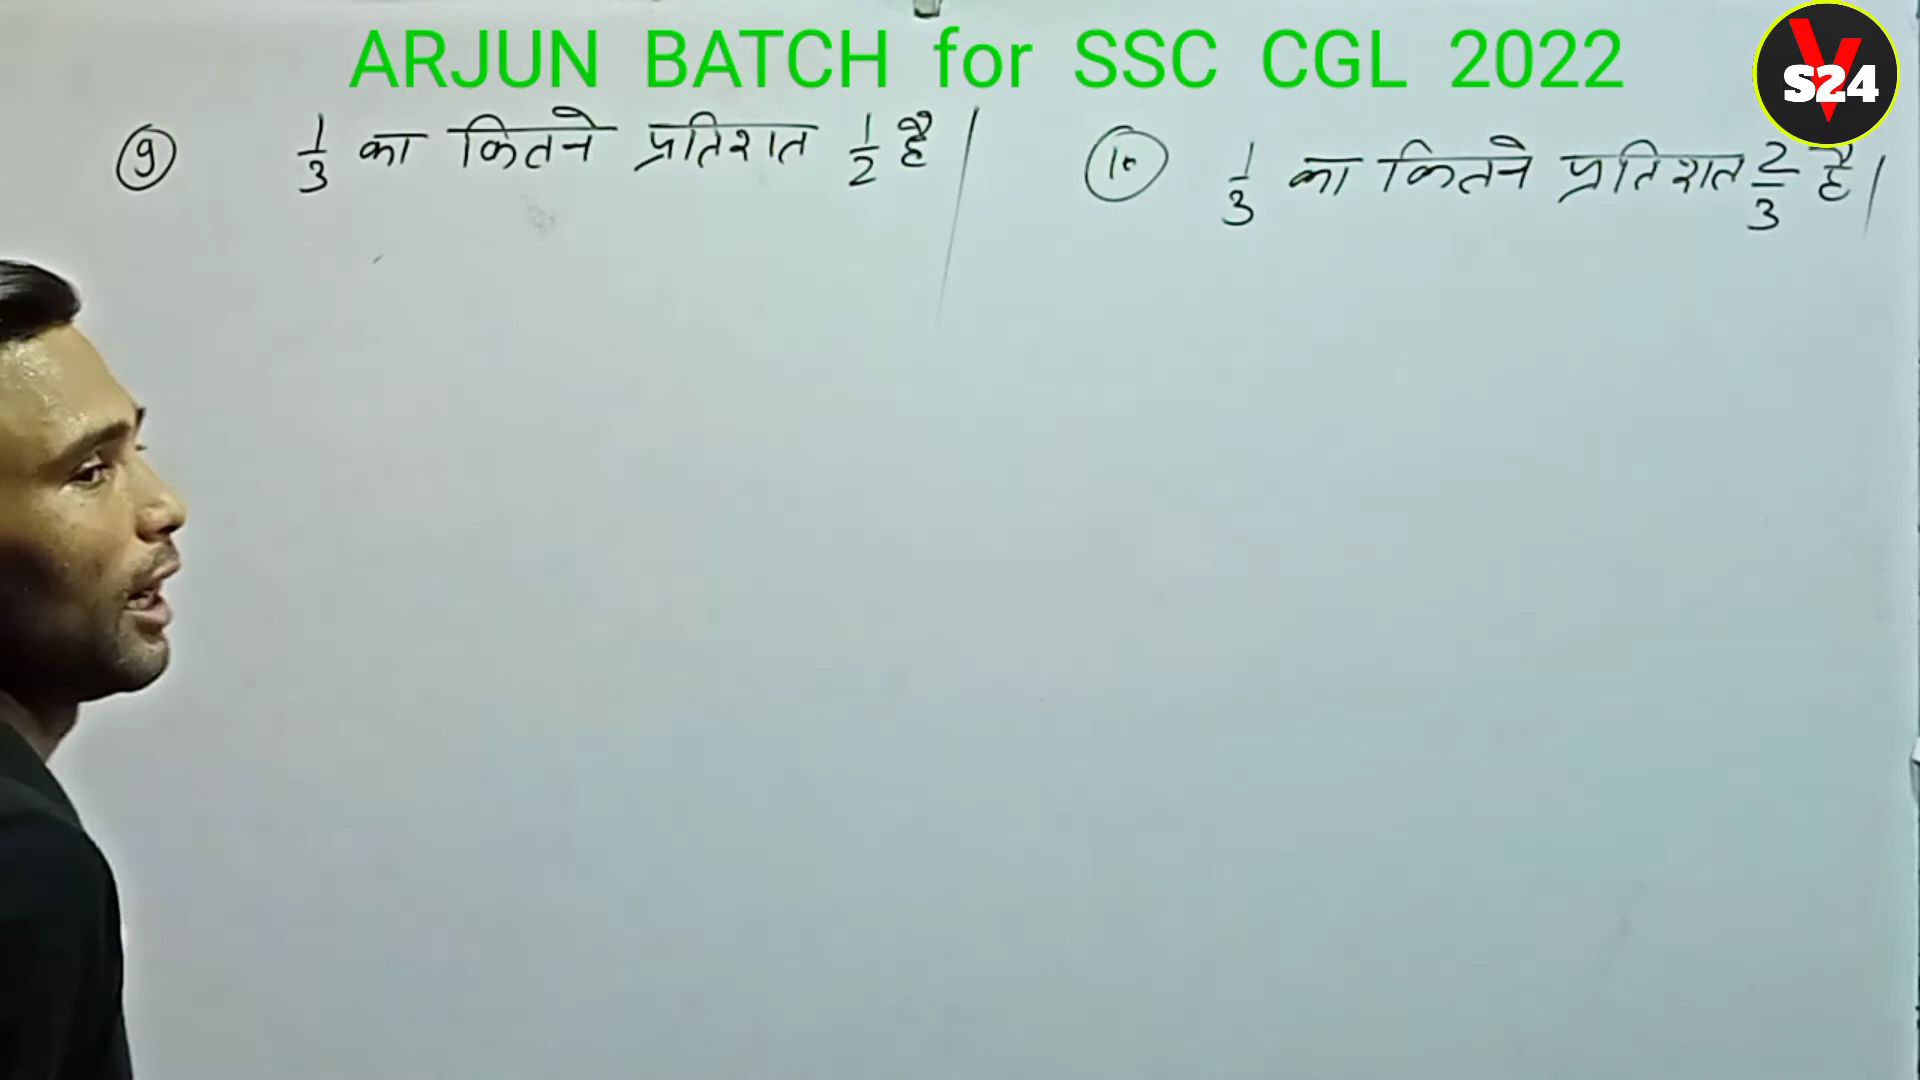 ARJUN BATCH for SSC CGL 2022
V
S24
9 1/3 का कितने प्रतिशत 1/2 है |
10 1/3 का कितने प्रतिशत 2/3 है |